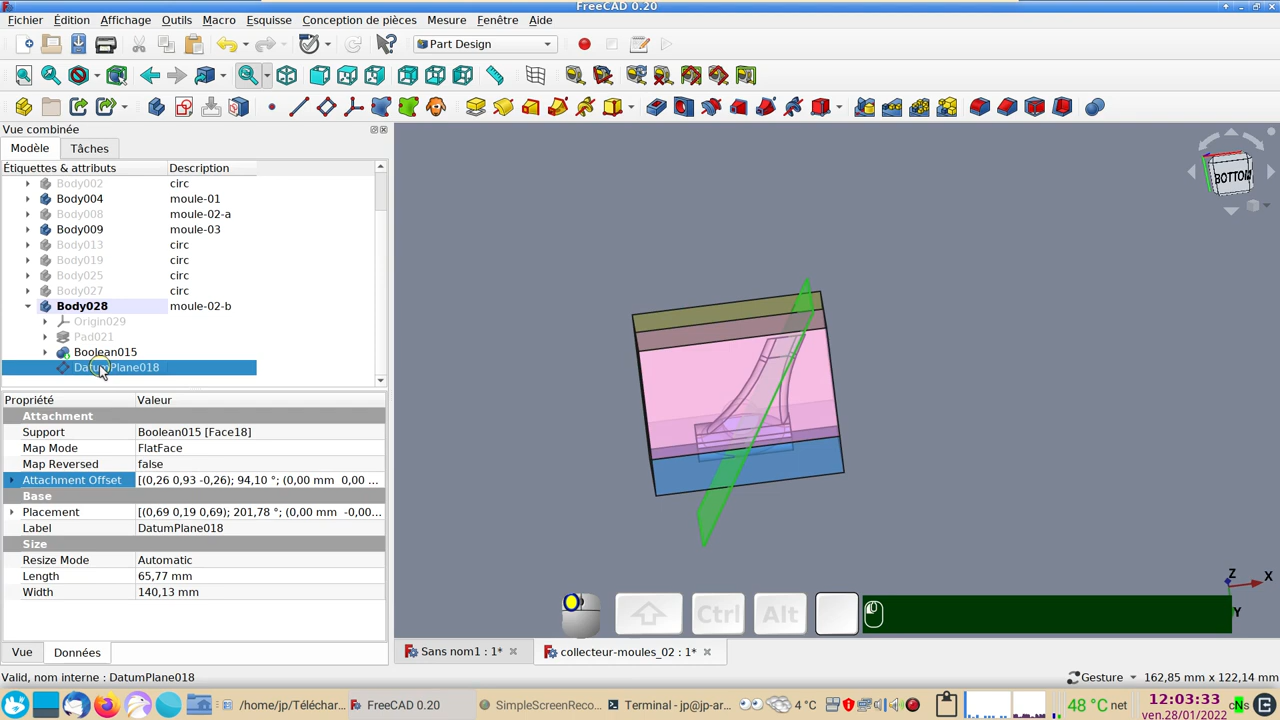 FreeCAD 0.20
Fichier Édition Affichage Outils Macro Esquisse Conception de pièces Mesure Fenêtre Aide
Part Design
Vue combinée
Modèle Tâches
Étiquettes & attributs Description
Body002 circ
Body004 moule-01
Body008 moule-02-a
Body009 moule-03
Body013 circ
Body019 circ
Body025 circ
Body027 circ
Body028 moule-02-b
Origin029
Pad021
Boolean015
DatumPlane018
Propriété Valeur
Attachment
Support Boolean015 [Face18]
Map Mode FlatFace
Map Reversed false
Attachment Offset [(0,26 0,93 -0,26); 94,10 °; (0,00 mm 0,00 ...
Base
Placement [(0,69 0,19 0,69); 201,78 °; (0,00 mm -0,00...
Label DatumPlane018
Size
Resize Mode Automatic
Length 65,77 mm
Width 140,13 mm
BOTTOM
Z
X
Y
Ctrl Alt
Vue Données
Sans nom1 : 1* collecteur-moules_02 : 1*
Valid, nom interne : DatumPlane018 Gesture 162,85 mm x 122,14 mm
/home/jp/Téléchar... FreeCAD 0.20 SimpleScreenReco... Terminal - jp@jp-ar... 4 °C 48 °C net 12:03:33
ven.28/01/2022